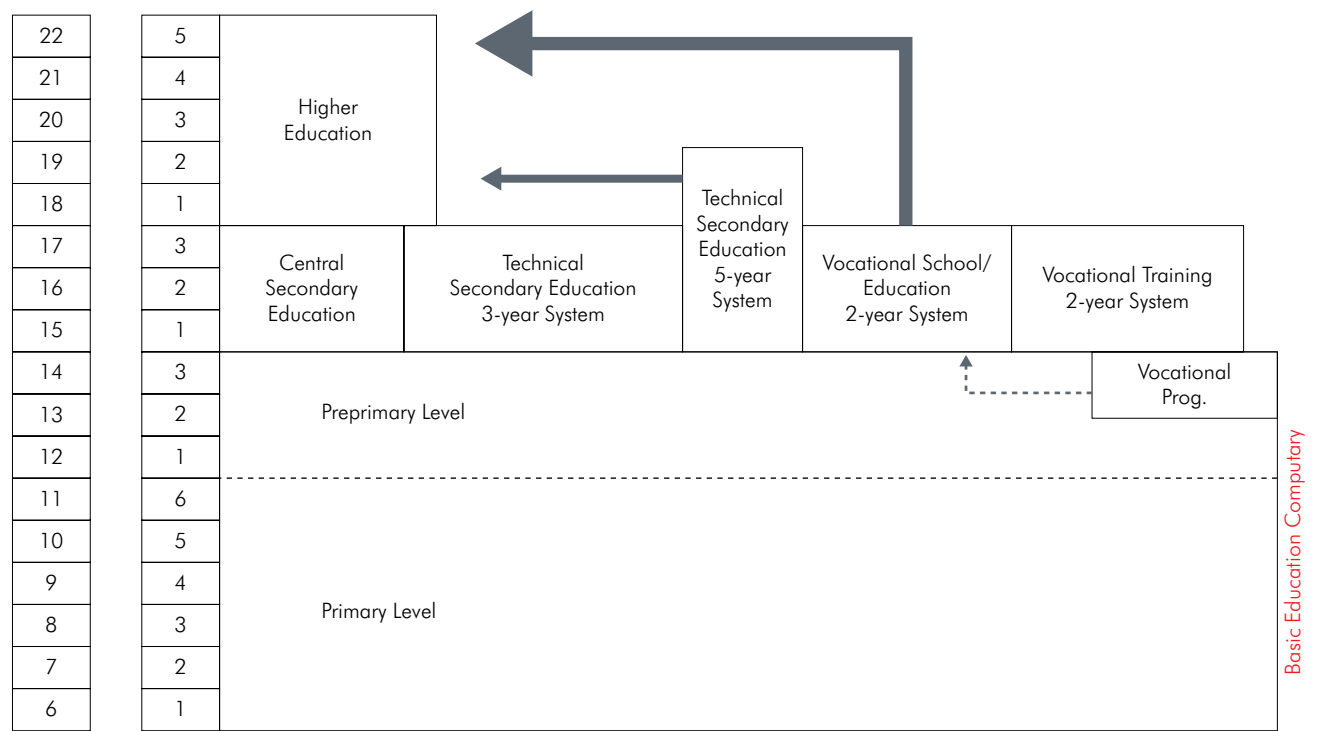 22
5
21
4
20
3
19
2
18
1
Higher
Education
17
3
16
2
15
1
Central
Secondary
Education
Technical
Secondary Education
3-year System
Technical
Secondary
Education
5-year
System
Vocational School/
Education
2-year System
Vocational Training
2-year System
14
3
13
2
12
1
Preprimary Level
Vocational
Prog.
11
6
10
5
9
4
8
3
7
2
6
1
Primary Level
Basic Education Computary